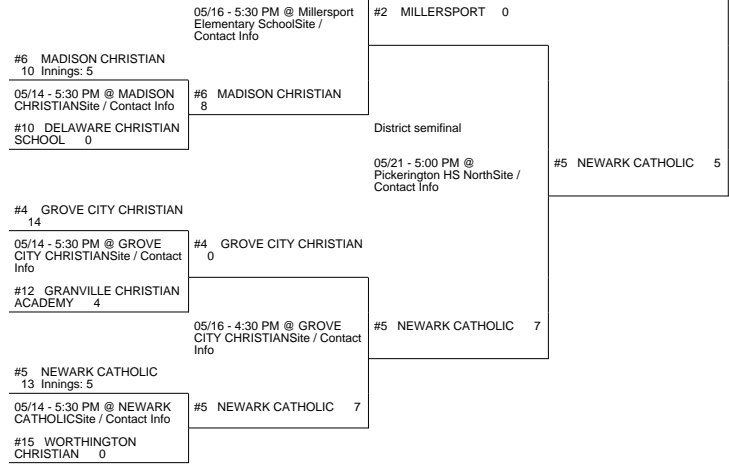 05/16 - 5:30 PM @ Millersport
Elementary SchoolSite /
Contact Info
#2 MILLERSPORT 0
#6 MADISON CHRISTIAN
10 Innings: 5
05/14 - 5:30 PM @ MADISON
CHRISTIANSite / Contact Info
#6 MADISON CHRISTIAN
8
#10 DELAWARE CHRISTIAN
SCHOOL 0
District semifinal
05/21 - 5:00 PM @
Pickerington HS NorthSite /
Contact Info
#5 NEWARK CATHOLIC 5
#4 GROVE CITY CHRISTIAN
14
05/14 - 5:30 PM @ GROVE
CITY CHRISTIANSite / Contact
Info
#4 GROVE CITY CHRISTIAN
0
#12 GRANVILLE CHRISTIAN
ACADEMY 4
05/16 - 4:30 PM @ GROVE
CITY CHRISTIANSite / Contact
Info
#5 NEWARK CATHOLIC 7
#5 NEWARK CATHOLIC
13 Innings: 5
05/14 - 5:30 PM @ NEWARK
CATHOLICSite / Contact Info
#5 NEWARK CATHOLIC 7
#15 WORTHINGTON
CHRISTIAN 0